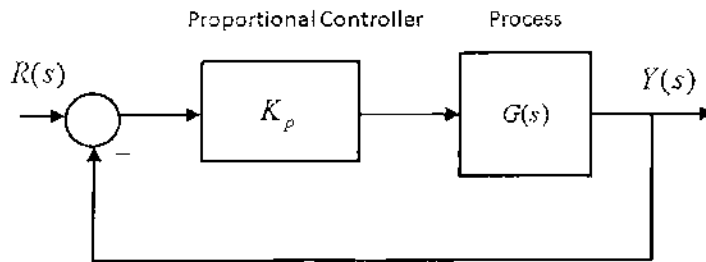 Proportional Controller Process
R(s) Y(s)
K_p G(s)
−